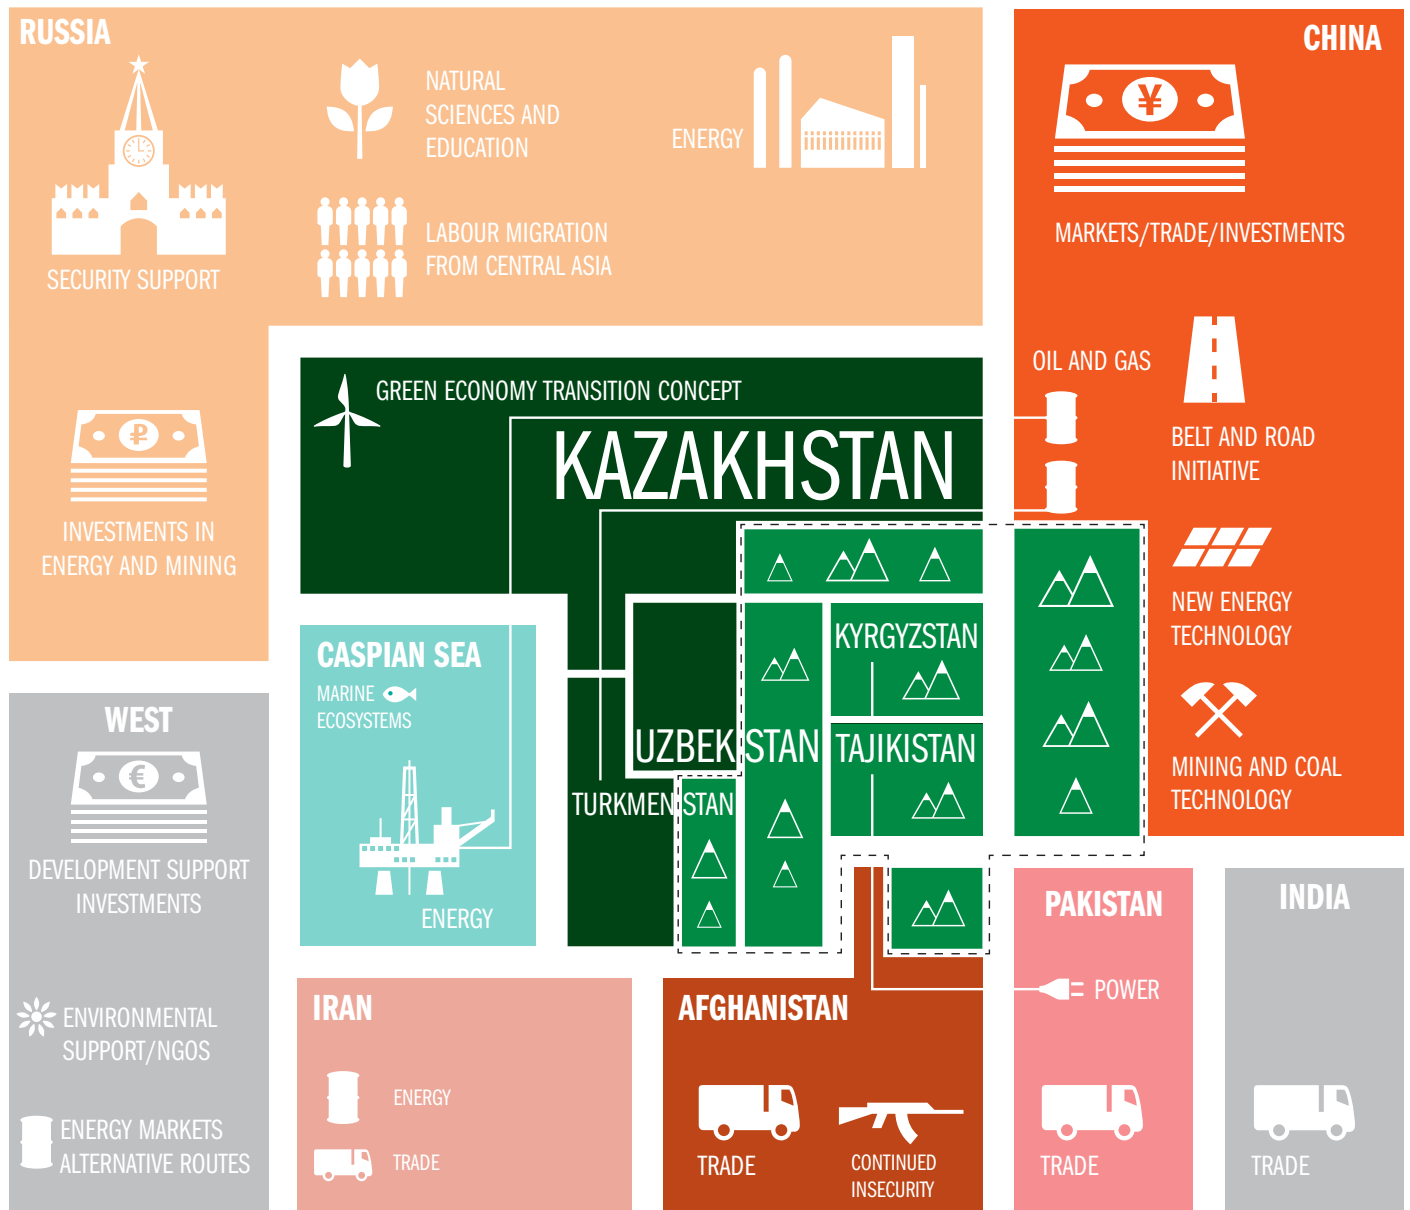 RUSSIA
SECURITY SUPPORT
NATURAL
SCIENCES AND
EDUCATION
LABOUR MIGRATION
FROM CENTRAL ASIA
ENERGY
₽
INVESTMENTS IN
ENERGY AND MINING
CHINA
¥
MARKETS/TRADE/INVESTMENTS
OIL AND GAS
BELT AND ROAD
INITIATIVE
NEW ENERGY
TECHNOLOGY
MINING AND COAL
TECHNOLOGY
GREEN ECONOMY TRANSITION CONCEPT
KAZAKHSTAN
KYRGYZSTAN
UZBEKISTAN
TAJIKISTAN
TURKMENISTAN
CASPIAN SEA
MARINE
ECOSYSTEMS
ENERGY
WEST
€
DEVELOPMENT SUPPORT
INVESTMENTS
ENVIRONMENTAL
SUPPORT/NGOS
ENERGY MARKETS
ALTERNATIVE ROUTES
IRAN
ENERGY
TRADE
AFGHANISTAN
TRADE
CONTINUED
INSECURITY
PAKISTAN
POWER
TRADE
INDIA
TRADE